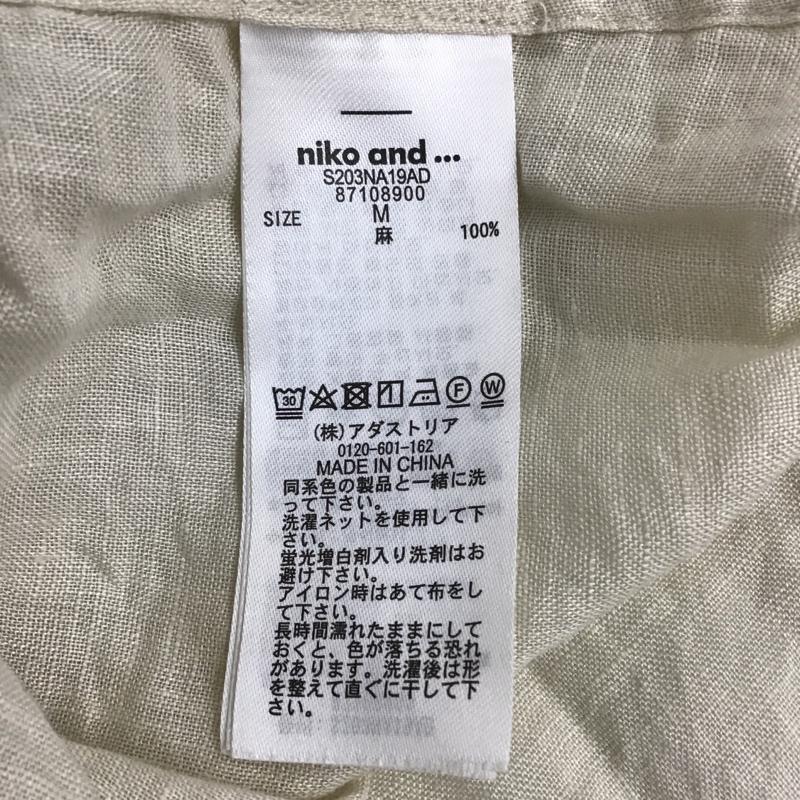 niko and ...
S203NA19AD
87108900
SIZE M
麻 100%
30 F W
(株)アダストリア
0120-601-162
MADE IN CHINA
同系色の製品と一緒に洗
って下さい。
洗濯ネットを使用して下
さい。
蛍光増白剤入り洗剤はお
避け下さい。
アイロン時はあて布をし
て下さい。
長時間濡れたままにして
おくと、色が落ちる恐れ
があります。洗濯後は形
を整えて直ぐに干して下
さい。